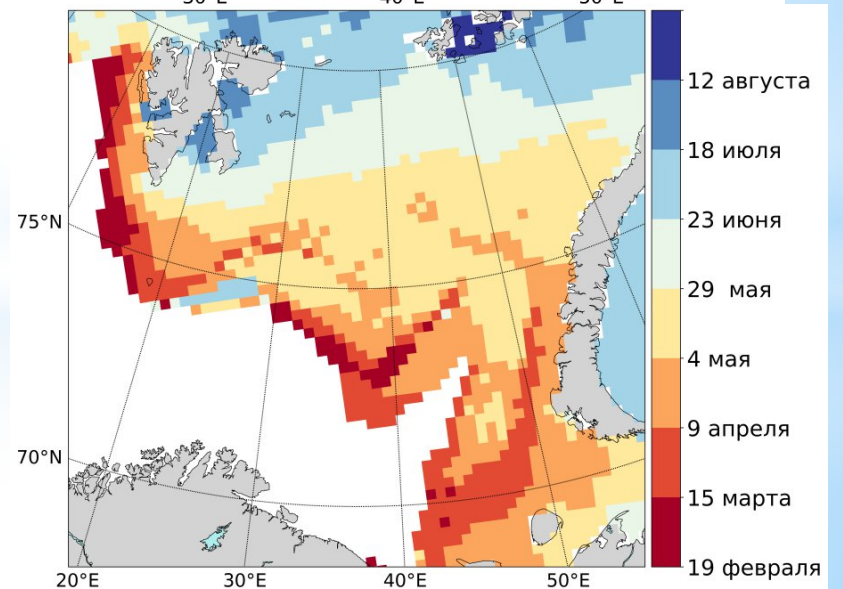 30°E 40°E 50°E
12 августа
18 июля
75°N
23 июня
29 мая
4 мая
70°N
9 апреля
15 марта
19 февраля
20°E 30°E 40°E 50°E